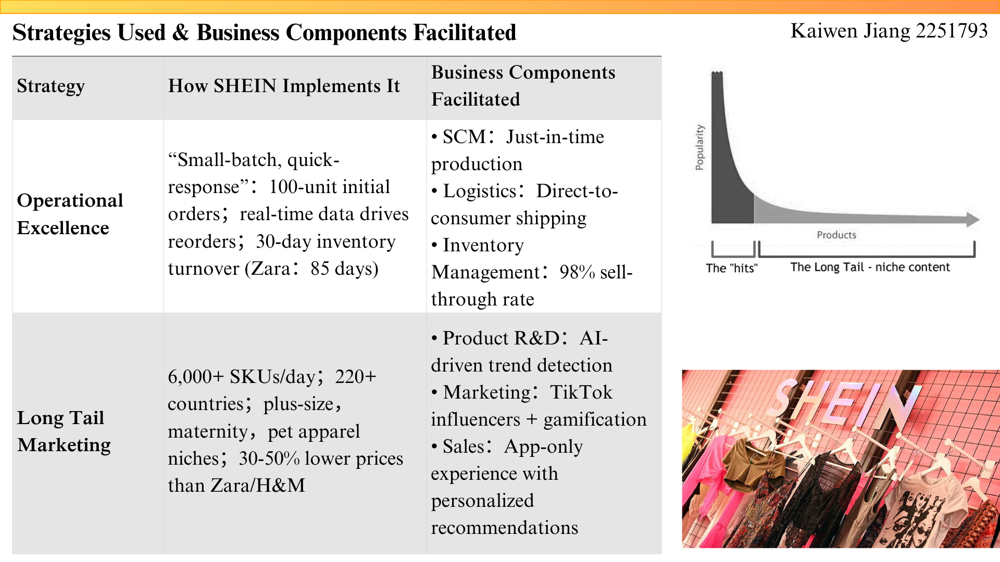 Strategies Used & Business Components Facilitated
Kaiwen Jiang 2251793
Strategy
How SHEIN Implements It
Business Components
Facilitated
Operational
Excellence
“Small-batch, quick-
response”：100-unit initial
orders；real-time data drives
reorders；30-day inventory
turnover (Zara：85 days)
• SCM：Just-in-time
production
• Logistics：Direct-to-
consumer shipping
• Inventory
Management：98% sell-
through rate
Long Tail
Marketing
6,000+ SKUs/day；220+
countries；plus-size，
maternity，pet apparel
niches；30-50% lower prices
than Zara/H&M
• Product R&D：AI-
driven trend detection
• Marketing：TikTok
influencers + gamification
• Sales：App-only
experience with
personalized
recommendations
Popularity
Products
The "hits"
The Long Tail - niche content
SHEIN